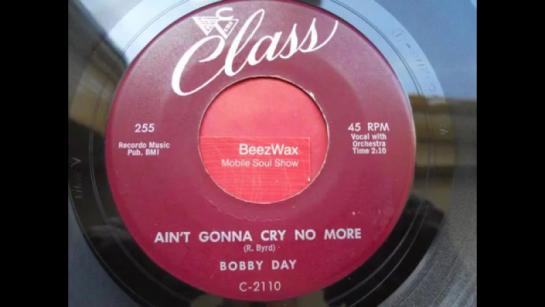 Class
255
Recordo Music
Pub. BMI
45 RPM
Vocal with
Orchestra
Time 2:10
BeezWax
Mobile Soul Show
AIN'T GONNA CRY NO MORE
(R. Byrd)
BOBBY DAY
C-2110